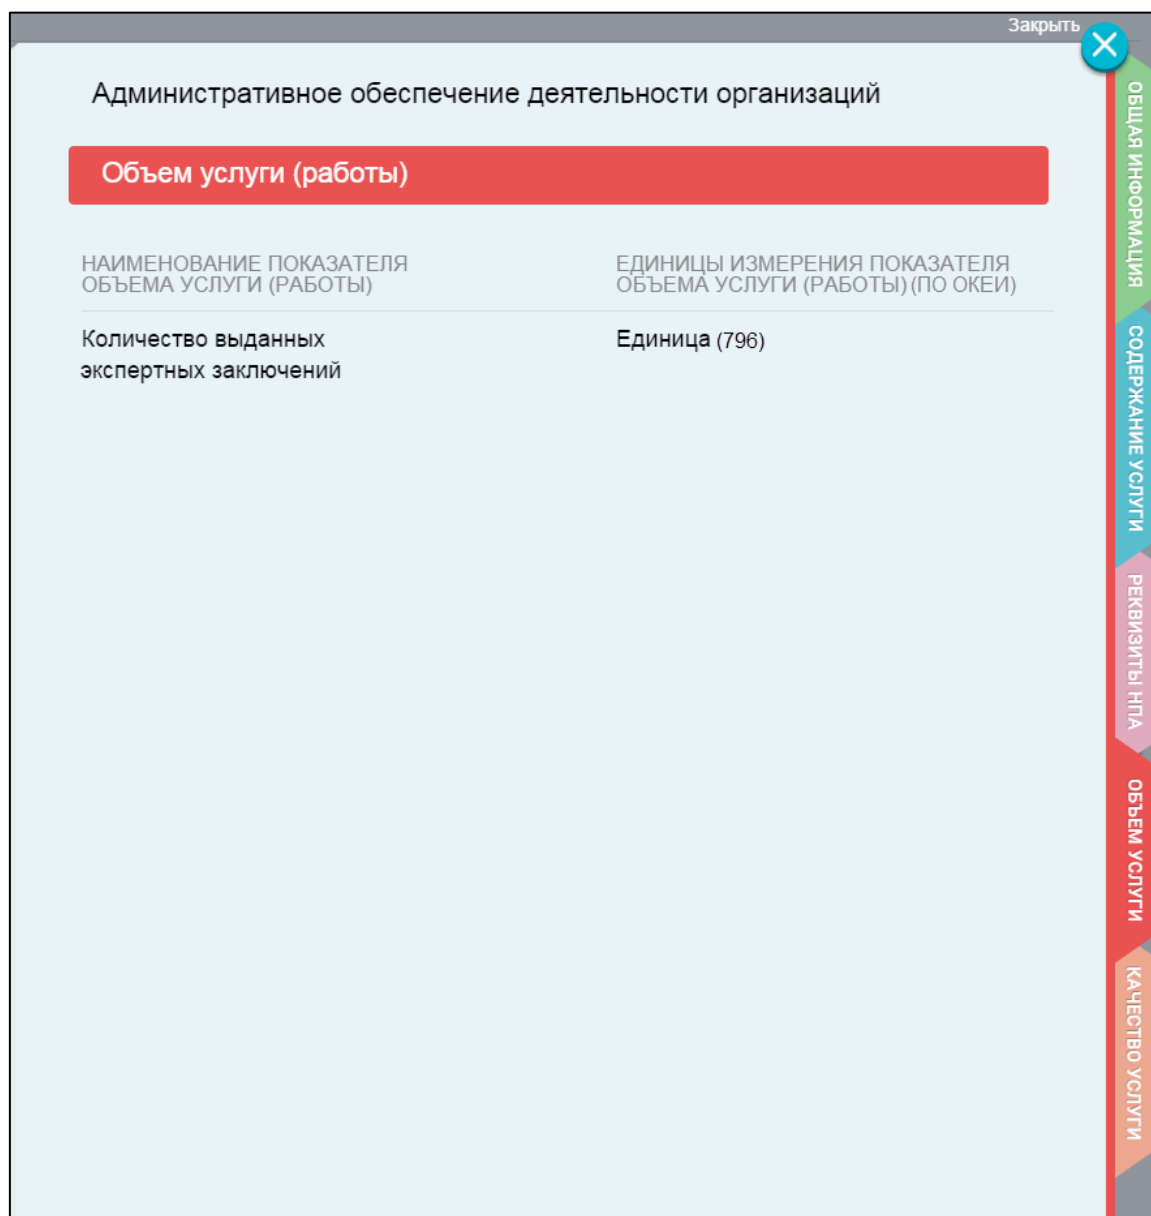 Закрыть
Административное обеспечение деятельности организаций
Объем услуги (работы)
НАИМЕНОВАНИЕ ПОКАЗАТЕЛЯ
ОБЪЕМА УСЛУГИ (РАБОТЫ)
ЕДИНИЦЫ ИЗМЕРЕНИЯ ПОКАЗАТЕЛЯ
ОБЪЕМА УСЛУГИ (РАБОТЫ) (ПО ОКЕИ)
Количество выданных
экспертных заключений
Единица (796)
ОБЩАЯ ИНФОРМАЦИЯ
СОДЕРЖАНИЕ УСЛУГИ
РЕКВИЗИТЫ НПА
ОБЪЕМ УСЛУГИ
КАЧЕСТВО УСЛУГИ